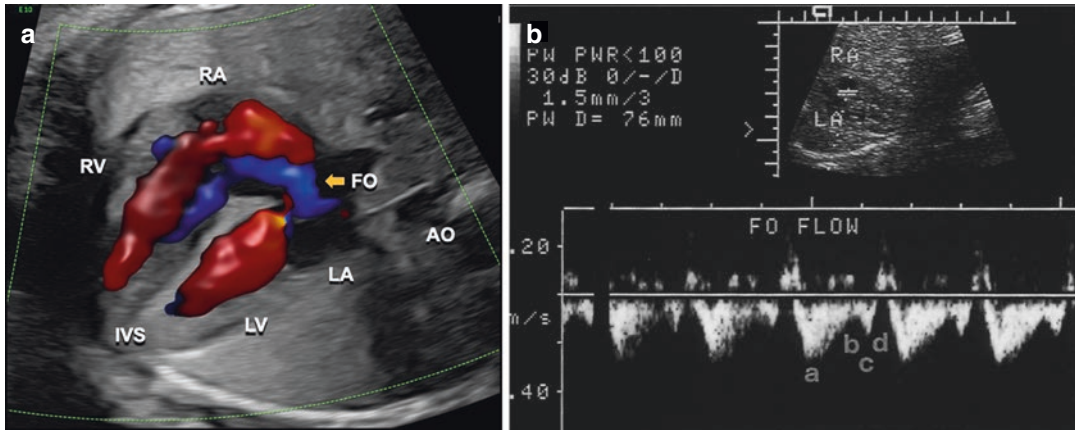 E10
a
RA
RV
FO
AO
LA
LV
IVS
b
PW PWR<100
30dB 0/-/D
1.5mm/3
PW D= 76mm
RA
LA
FO FLOW
.20
m/s
b d
c
a
.40